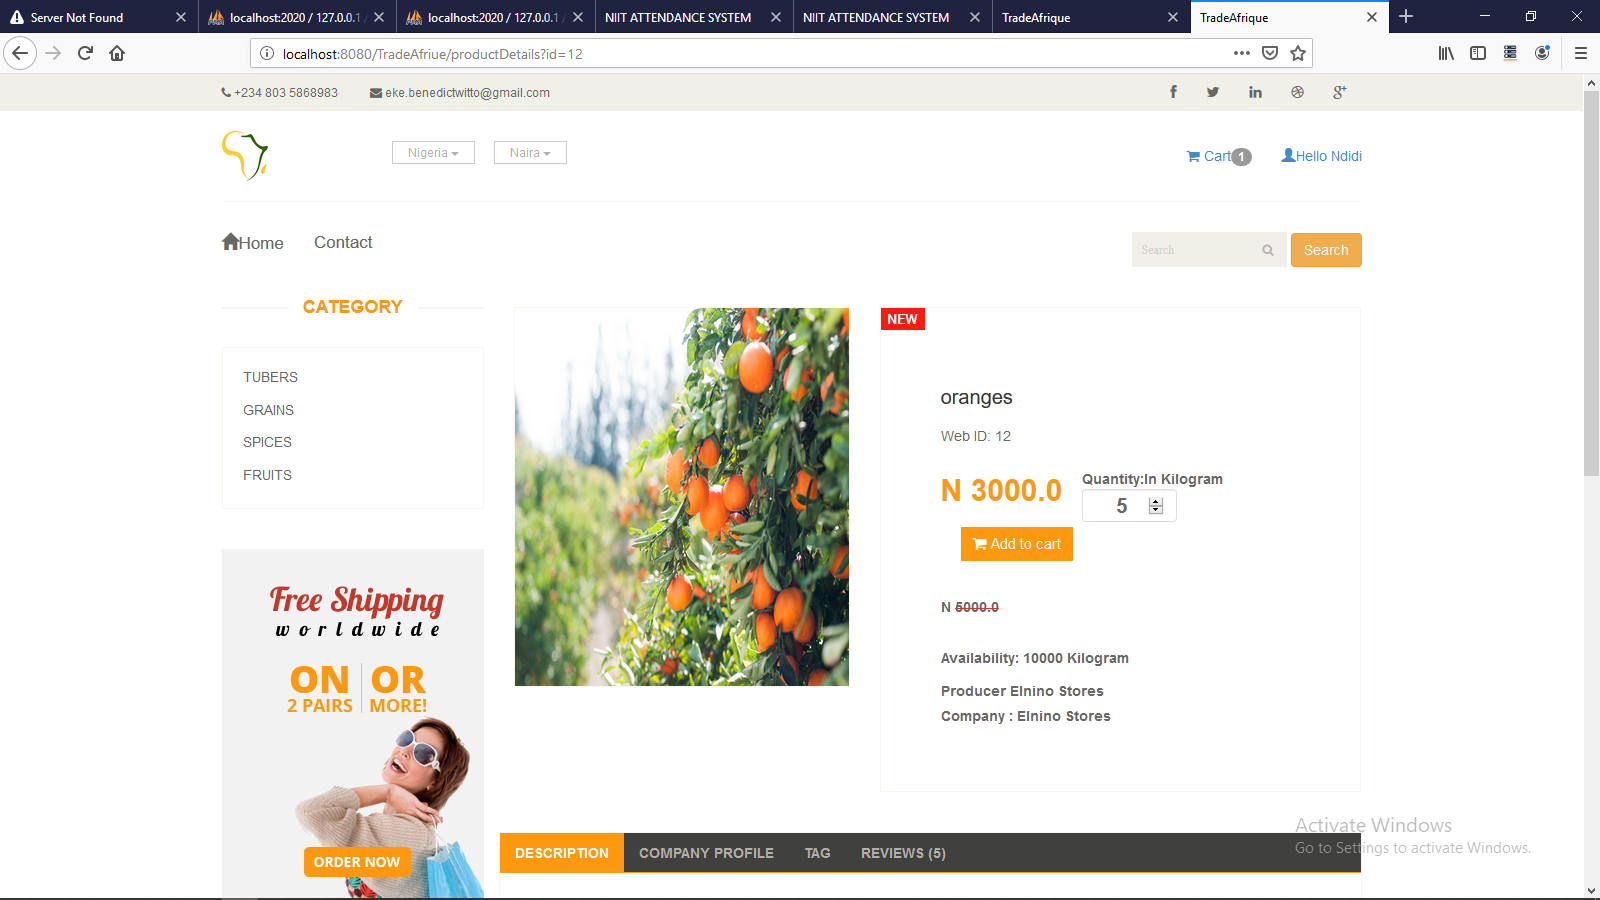 Server Not Found
localhost:2020 / 127.0.0.1
localhost:2020 / 127.0.0.1
NIIT ATTENDANCE SYSTEM
NIIT ATTENDANCE SYSTEM
TradeAfrique
TradeAfrique
localhost:8080/TradeAfriue/productDetails?id=12
+234 803 5868983
eke.benedictwitto@gmail.com
Nigeria
Naira
Cart 1
Hello Ndidi
Home
Contact
Search
Search
CATEGORY
TUBERS
GRAINS
SPICES
FRUITS
Free Shipping
worldwide
ON OR
2 PAIRS MORE!
ORDER NOW
NEW
oranges
Web ID: 12
N 3000.0
Quantity:In Kilogram
5
Add to cart
N 5000.0
Availability: 10000 Kilogram
Producer Elnino Stores
Company : Elnino Stores
DESCRIPTION
COMPANY PROFILE
TAG
REVIEWS (5)
Activate Windows
Go to Settings to activate Windows.